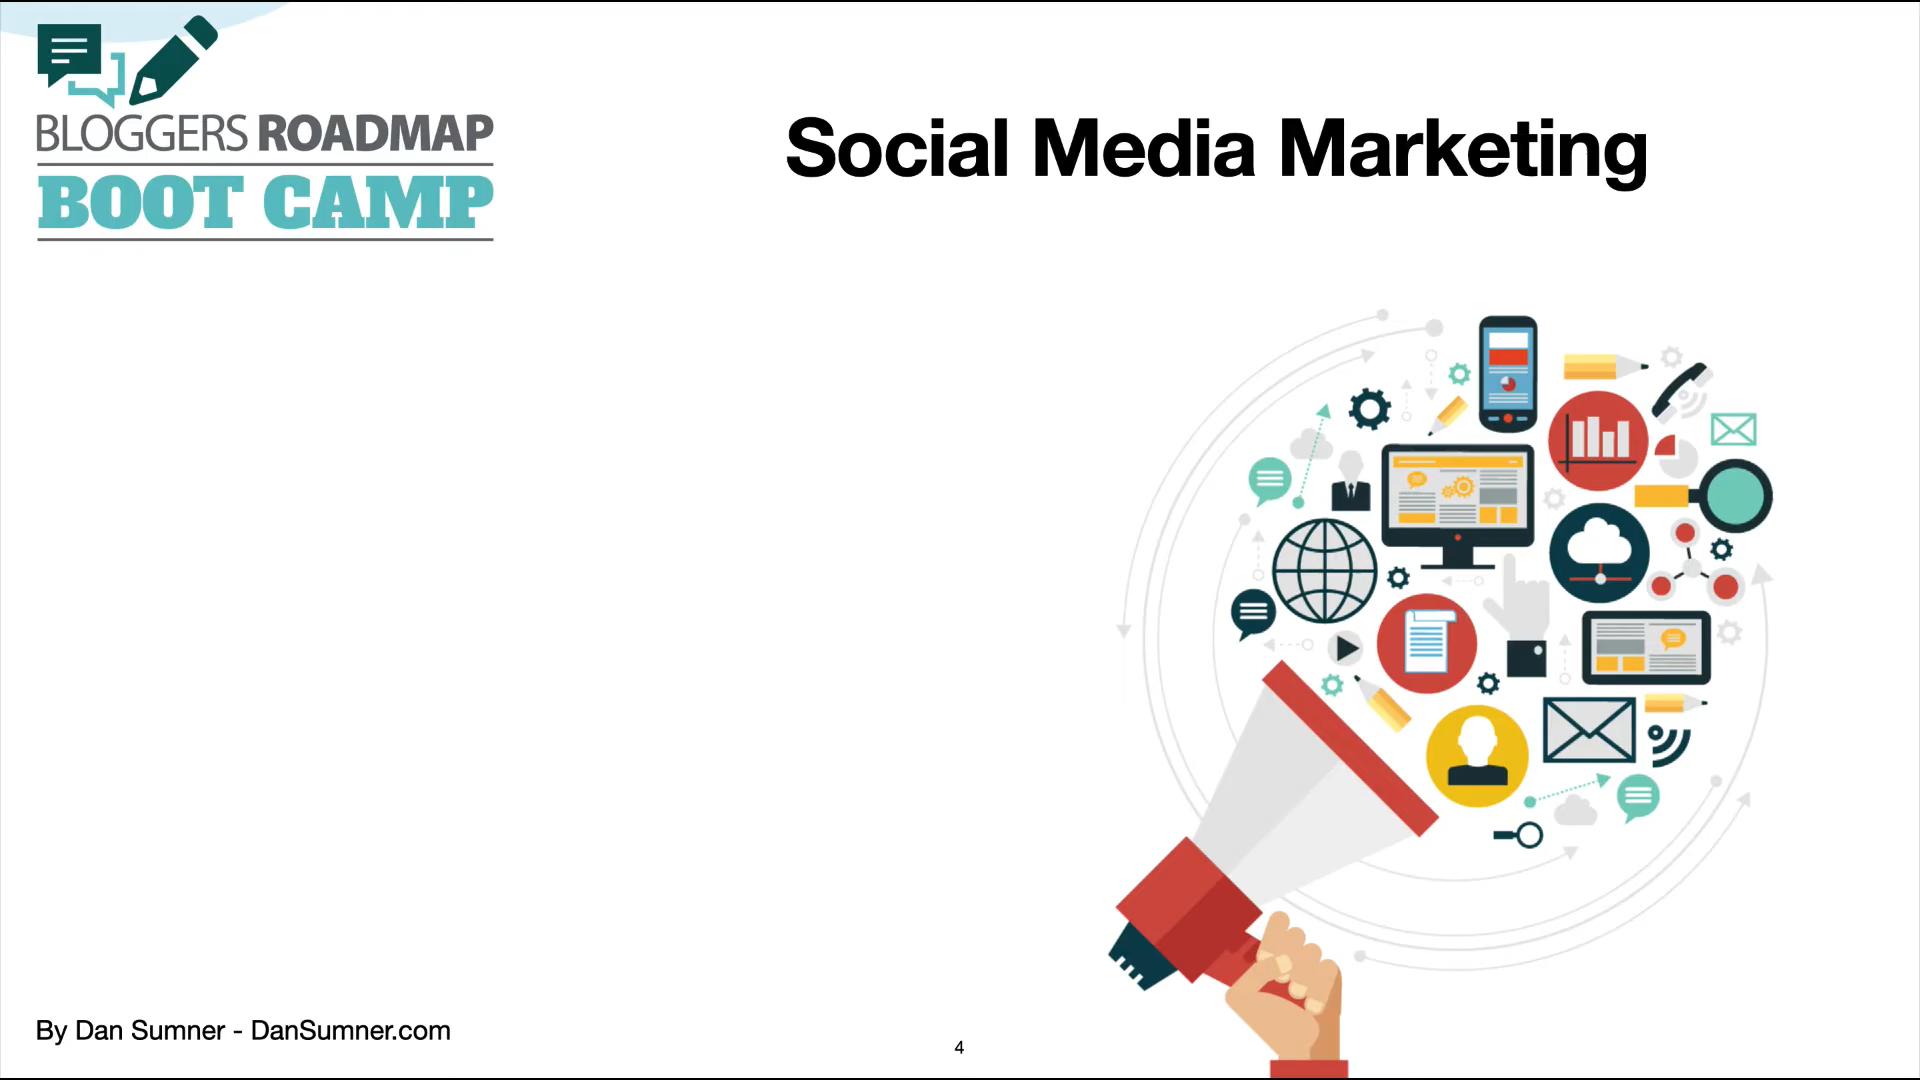 BLOGGERS ROADMAP
BOOT CAMP
Social Media Marketing
By Dan Sumner - DanSumner.com
4